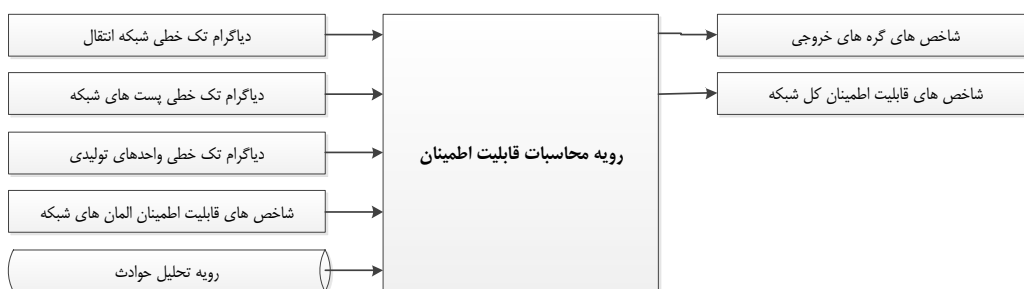 دیاگرام تک خطی شبکه انتقال
دیاگرام تک خطی پست های شبکه
دیاگرام تک خطی واحدهای تولیدی
شاخص های قابلیت اطمینان المان های شبکه
رویه تحلیل حوادث
رویه محاسبات قابلیت اطمینان
شاخص های گره های خروجی
شاخص های قابلیت اطمینان کل شبکه